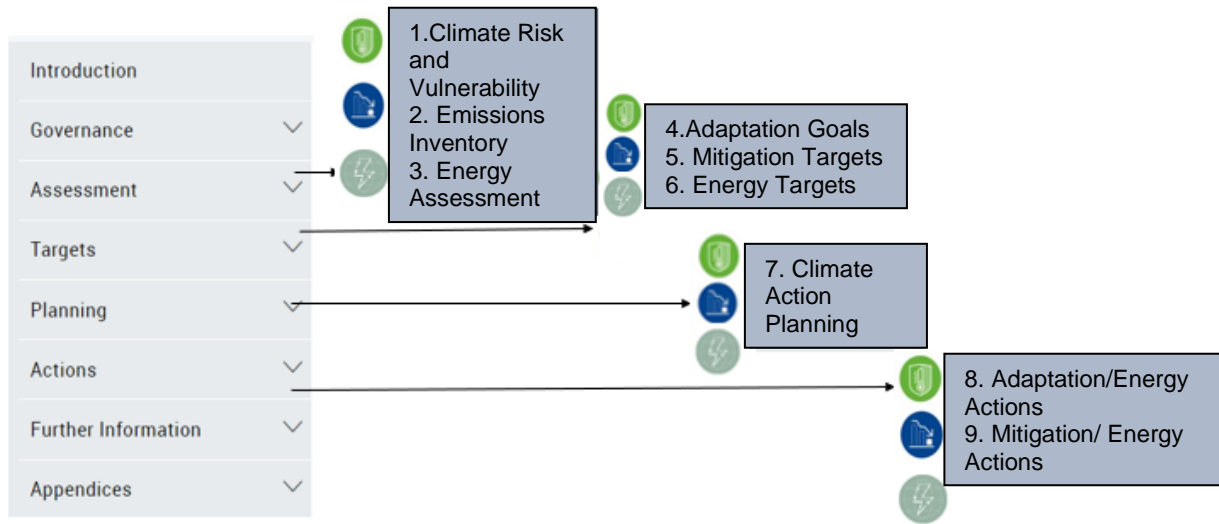 Introduction
Governance
Assessment
Targets
Planning
Actions
Further Information
Appendices
1.Climate Risk
and
Vulnerability
2. Emissions
Inventory
3. Energy
Assessment
4.Adaptation Goals
5. Mitigation Targets
6. Energy Targets
7. Climate
Action
Planning
8. Adaptation/Energy
Actions
9. Mitigation/ Energy
Actions